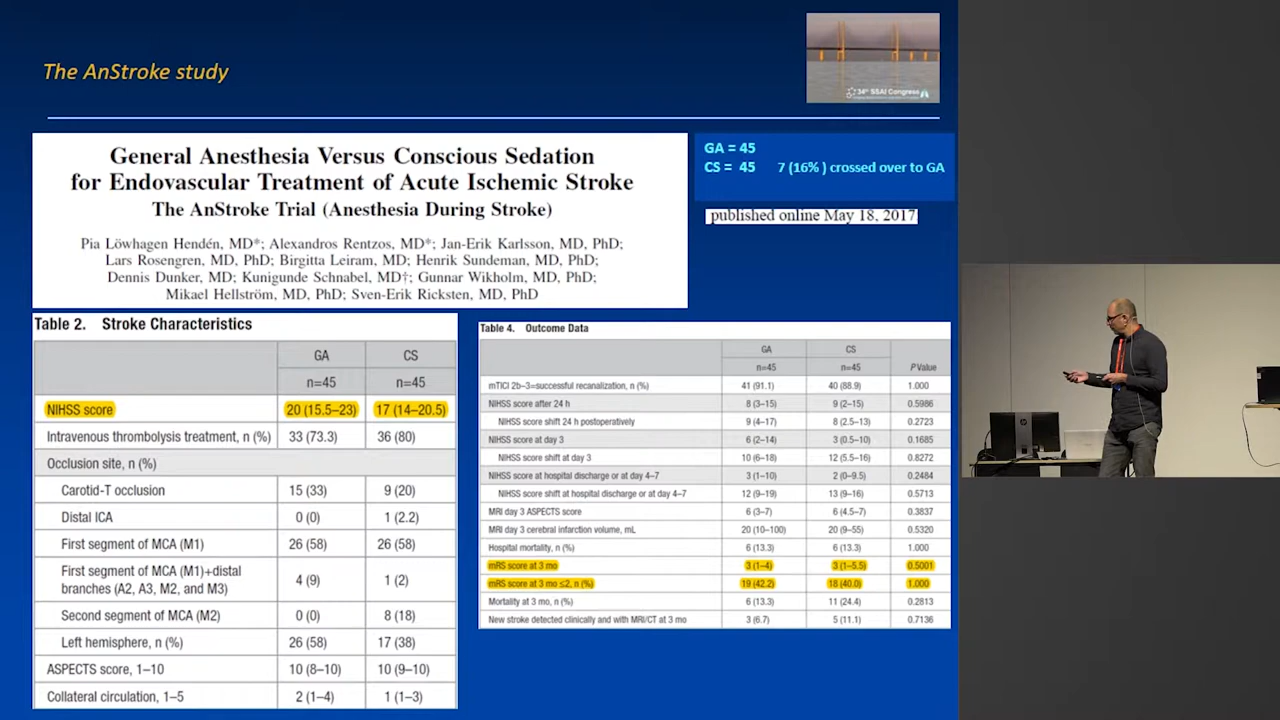 The AnStroke study
34th SSAI Congress
General Anesthesia Versus Conscious Sedation
for Endovascular Treatment of Acute Ischemic Stroke
The AnStroke Trial (Anesthesia During Stroke)
Pia Löwhagen Hendén, MD*; Alexandros Rentzos, MD*; Jan-Erik Karlsson, MD, PhD;
Lars Rosengren, MD, PhD; Birgitta Leiram, MD; Henrik Sundeman, MD, PhD;
Dennis Dunker, MD; Kunigunde Schnabel, MD†; Gunnar Wikholm, MD, PhD;
Mikael Hellström, MD, PhD; Sven-Erik Ricksten, MD, PhD
GA = 45
CS = 45 7 (16% ) crossed over to GA
published online May 18, 2017
Table 2. Stroke Characteristics
GA CS
n=45 n=45
NIHSS score 20 (15.5–23) 17 (14–20.5)
Intravenous thrombolysis treatment, n (%) 33 (73.3) 36 (80)
Occlusion site, n (%)
Carotid-T occlusion 15 (33) 9 (20)
Distal ICA 0 (0) 1 (2.2)
First segment of MCA (M1) 26 (58) 26 (58)
First segment of MCA (M1)+distal
branches (A2, A3, M2, and M3) 4 (9) 1 (2)
Second segment of MCA (M2) 0 (0) 8 (18)
Left hemisphere, n (%) 26 (58) 17 (38)
ASPECTS score, 1–10 10 (8–10) 10 (9–10)
Collateral circulation, 1–5 2 (1–4) 1 (1–3)
Table 4. Outcome Data
GA CS
n=45 n=45 P Value
mTICI 2b–3=successful recanalization, n (%) 41 (91.1) 40 (88.9) 1.000
NIHSS score after 24 h 8 (3–15) 9 (2–15) 0.5986
NIHSS score shift 24 h postoperatively 9 (4–17) 8 (2.5–13) 0.2723
NIHSS score at day 3 6 (2–14) 3 (0.5–10) 0.1685
NIHSS score shift at day 3 10 (6–18) 12 (5.5–16) 0.8272
NIHSS score at hospital discharge or at day 4–7 3 (1–10) 2 (0–9.5) 0.2484
NIHSS score shift at hospital discharge or at day 4–7 12 (9–19) 13 (9–16) 0.5713
MRI day 3 ASPECTS score 6 (3–7) 6 (4.5–7) 0.3837
MRI day 3 cerebral infarction volume, mL 20 (10–100) 20 (9–55) 0.5320
Hospital mortality, n (%) 6 (13.3) 6 (13.3) 1.000
mRS score at 3 mo 3 (1–4) 3 (1–5.5) 0.5001
mRS score at 3 mo ≤2, n (%) 19 (42.2) 18 (40.0) 1.000
Mortality at 3 mo, n (%) 6 (13.3) 11 (24.4) 0.2813
New stroke detected clinically and with MRI/CT at 3 mo 3 (6.7) 5 (11.1) 0.7136